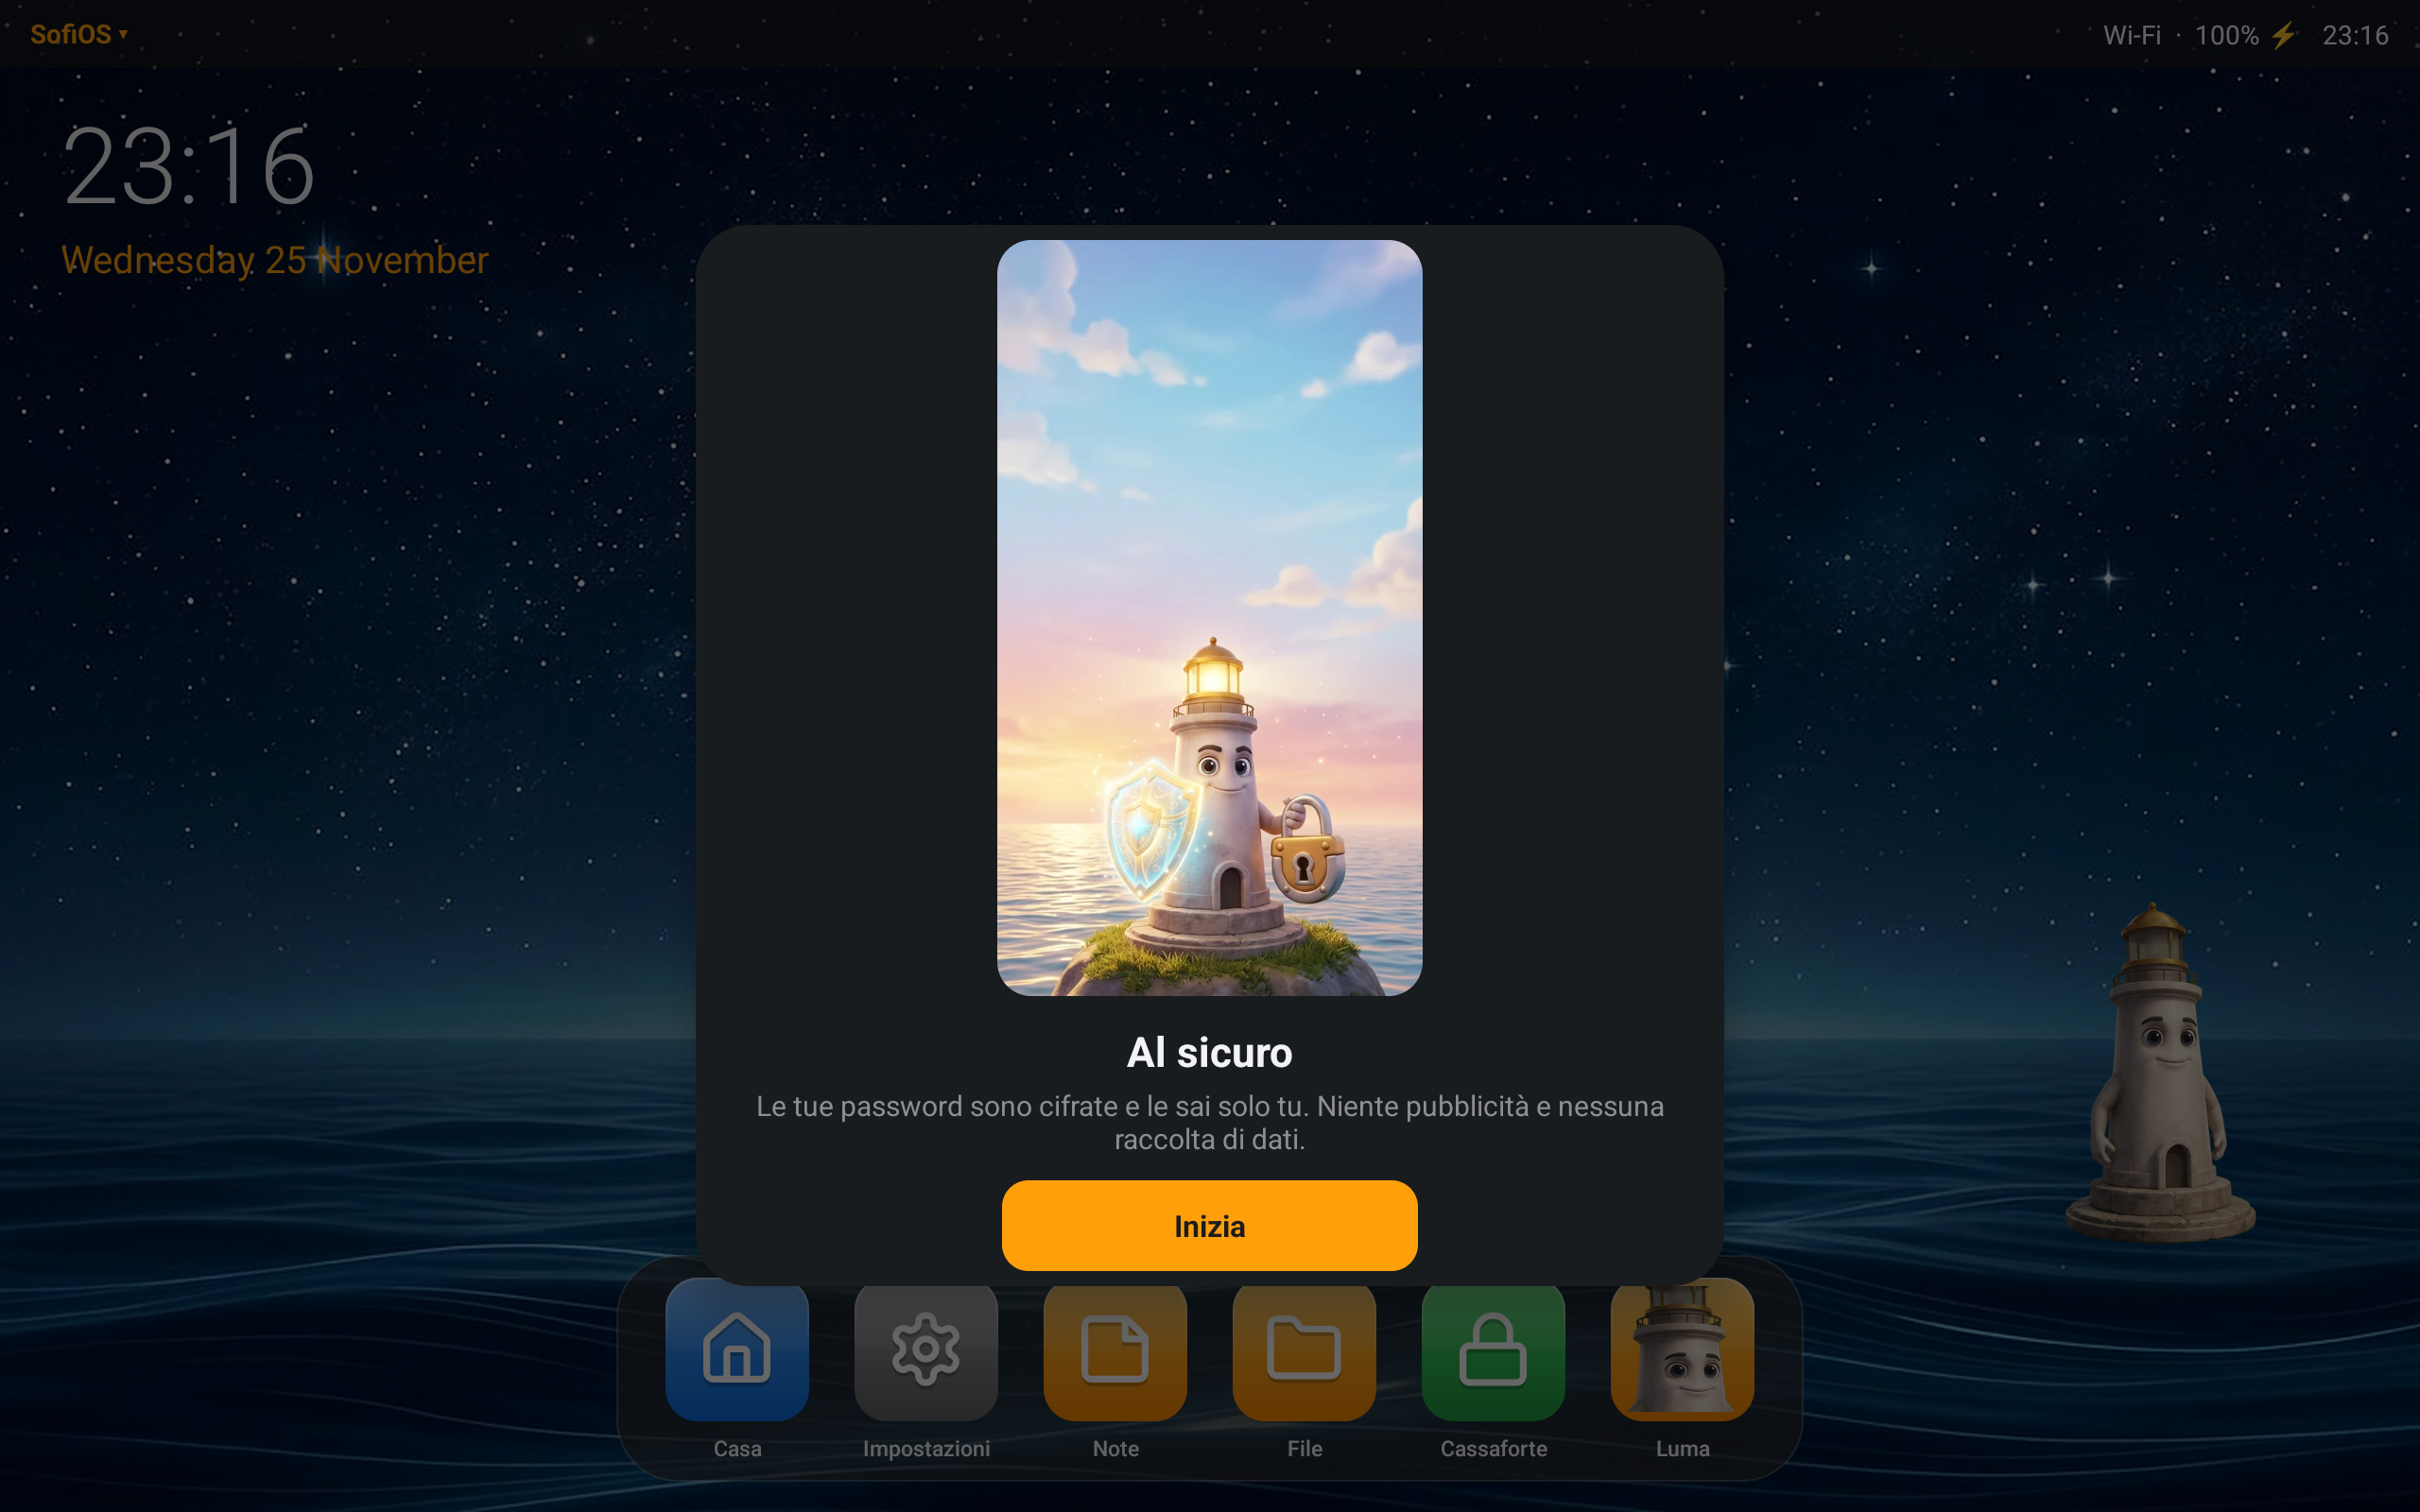 SofiOS ▾
Wi-Fi · 100% ⚡ 23:16
23:16
Wednesday 25 November
Al sicuro
Le tue password sono cifrate e le sai solo tu. Niente pubblicità e nessuna
raccolta di dati.
Inizia
Casa
Impostazioni
Note
File
Cassaforte
Luma